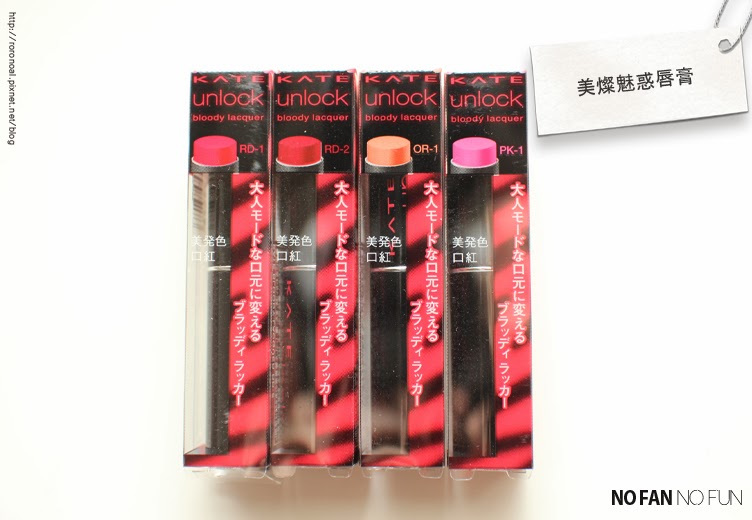 http://roronoal.pixnet.net/blog
美燦魅惑唇膏
KATE
unlock
bloody lacquer
RD-1
美発色
口紅
大人モードな口元に変える
ブラッディ ラッカー
KATE
unlock
bloody lacquer
RD-2
美発色
口紅
大人モードな口元に変える
ブラッディ ラッカー
KATE
KATE
unlock
bloody lacquer
OR-1
美発色
口紅
大人モードな口元に変える
ブラッディ ラッカー
KATE
unlock
bloody lacquer
PK-1
美発色
口紅
大人モードな口元に変える
ブラッディ ラッカー
NO FAN NO FUN